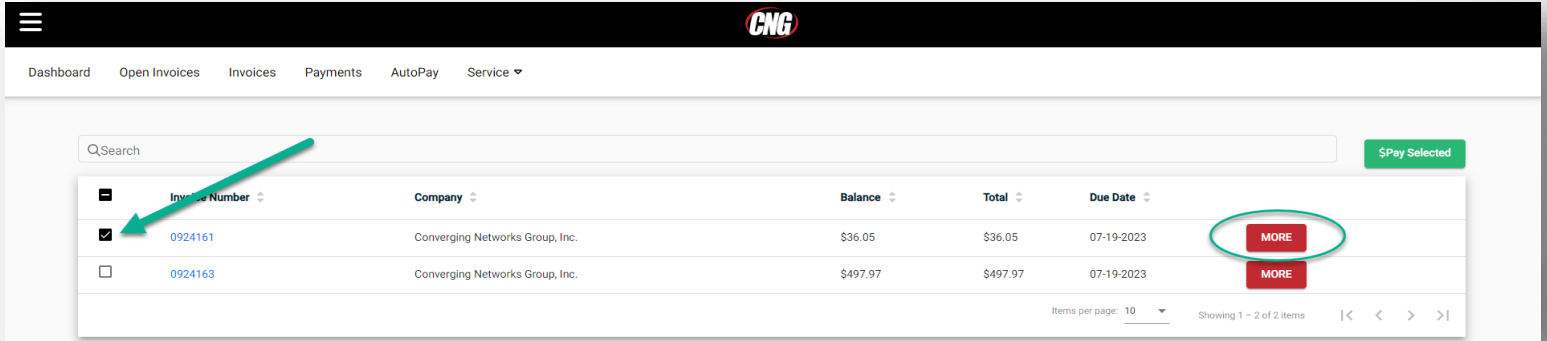 CNG
Dashboard Open Invoices Invoices Payments AutoPay Service
Search
$Pay Selected
Invoice Number Company Balance Total Due Date
0924161 Converging Networks Group, Inc. $36.05 $36.05 07-19-2023 MORE
0924163 Converging Networks Group, Inc. $497.97 $497.97 07-19-2023 MORE
Items per page: 10 Showing 1 – 2 of 2 items